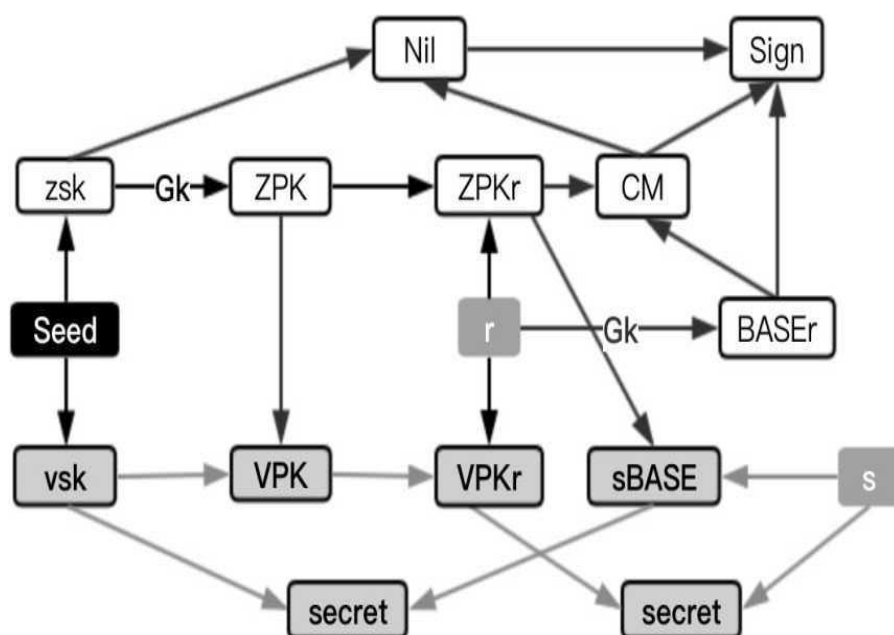 Nil
Sign
zsk
Gk
ZPK
ZPKr
CM
Seed
r
Gk
BASEr
vsk
VPK
VPKr
sBASE
s
secret
secret